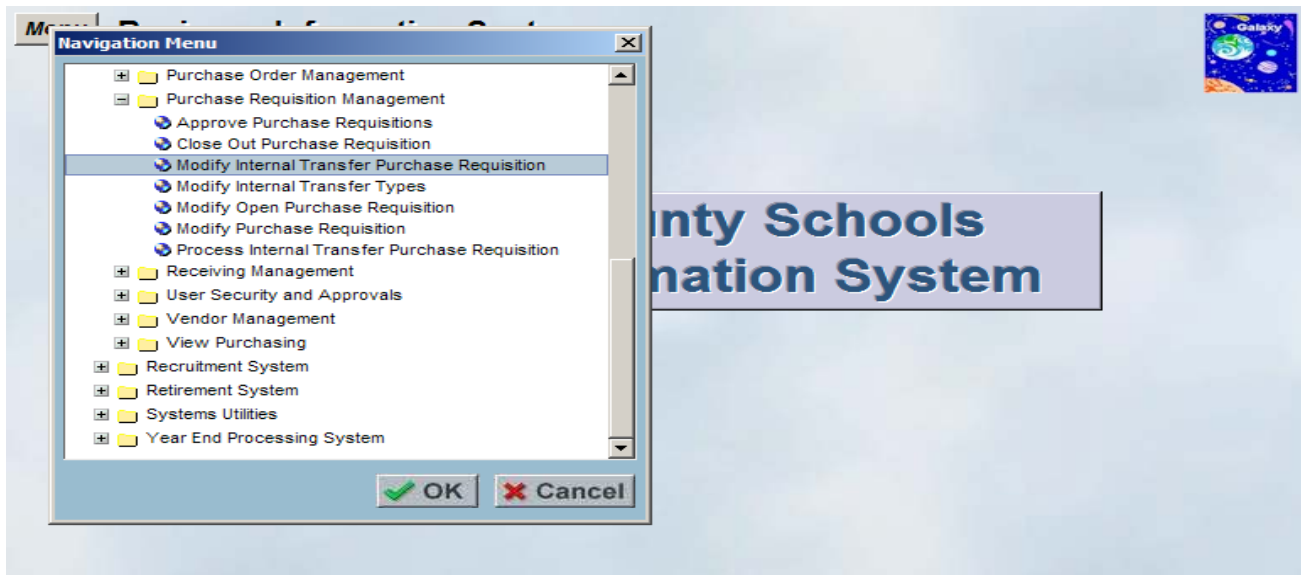 Navigation Menu
Galaxy
Purchase Order Management
Purchase Requisition Management
Approve Purchase Requisitions
Close Out Purchase Requisition
Modify Internal Transfer Purchase Requisition
Modify Internal Transfer Types
Modify Open Purchase Requisition
Modify Purchase Requisition
Process Internal Transfer Purchase Requisition
Receiving Management
User Security and Approvals
Vendor Management
View Purchasing
Recruitment System
Retirement System
Systems Utilities
Year End Processing System
unty Schools
mation System
OK Cancel